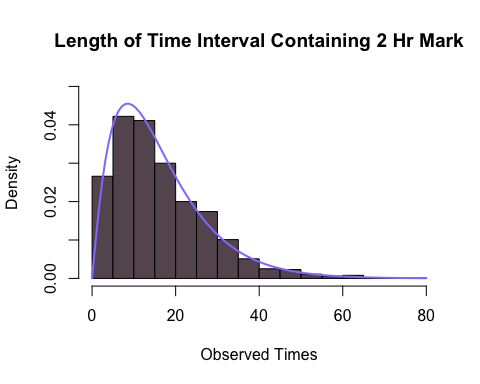 Length of Time Interval Containing 2 Hr Mark
Density
0.04
0.02
0.00
0 20 40 60 80
Observed Times